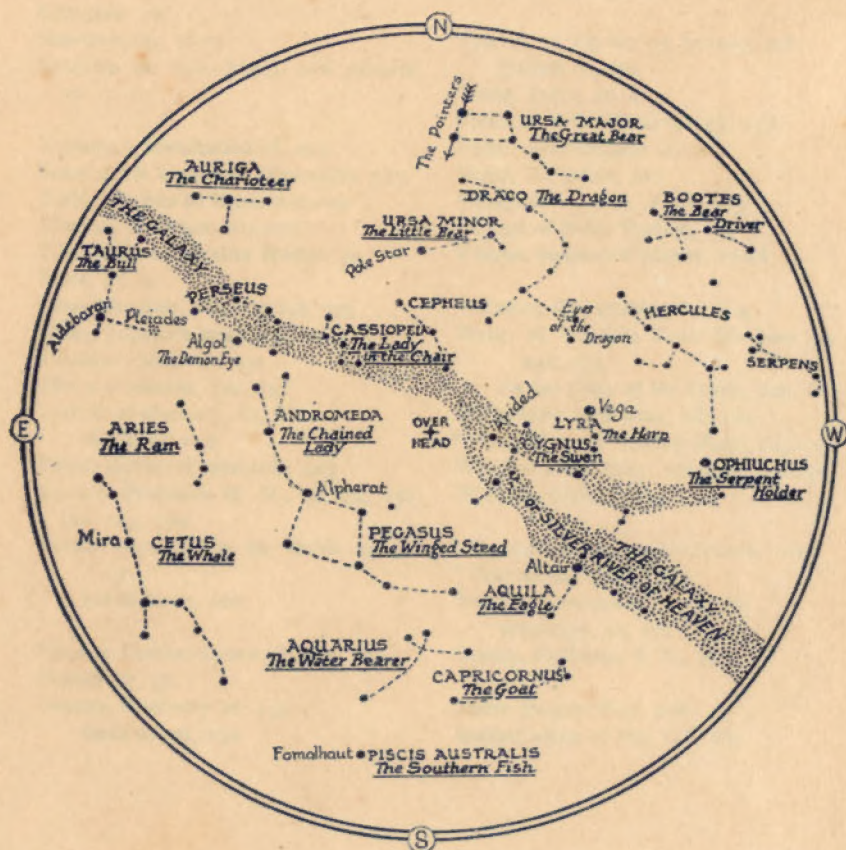 N
The Pointers
URSA MAJOR
The Great Bear
AURIGA
The Charioteer
DRACO The Dragon
BOOTES
The Bear
Driver
URSA MINOR
The Little Bear
Pole Star
THE GALAXY
TAURUS
The Bull
PERSEUS
CEPHEUS
Eyes
of the
Dragon
HERCULES
Aldebaran
Pleiades
Algol
The Demon Eye
CASSIOPEIA
The Lady
in the Chair
SERPENS
E
ARIES
The Ram
ANDROMEDA
The Chained
Lady
OVER
HEAD
Arided
Vega
LYRA
The Harp
CYGNUS
The Swan
W
OPHIUCHUS
The Serpent
Holder
Alpherat
Mira
CETUS
The Whale
PEGASUS
The Winged Steed
THE GALAXY
or SILVER RIVER OF HEAVEN
Altair
AQUILA
The Eagle
AQUARIUS
The Water Bearer
CAPRICORNUS
The Goat
Fomalhaut
PISCIS AUSTRALIS
The Southern Fish
S